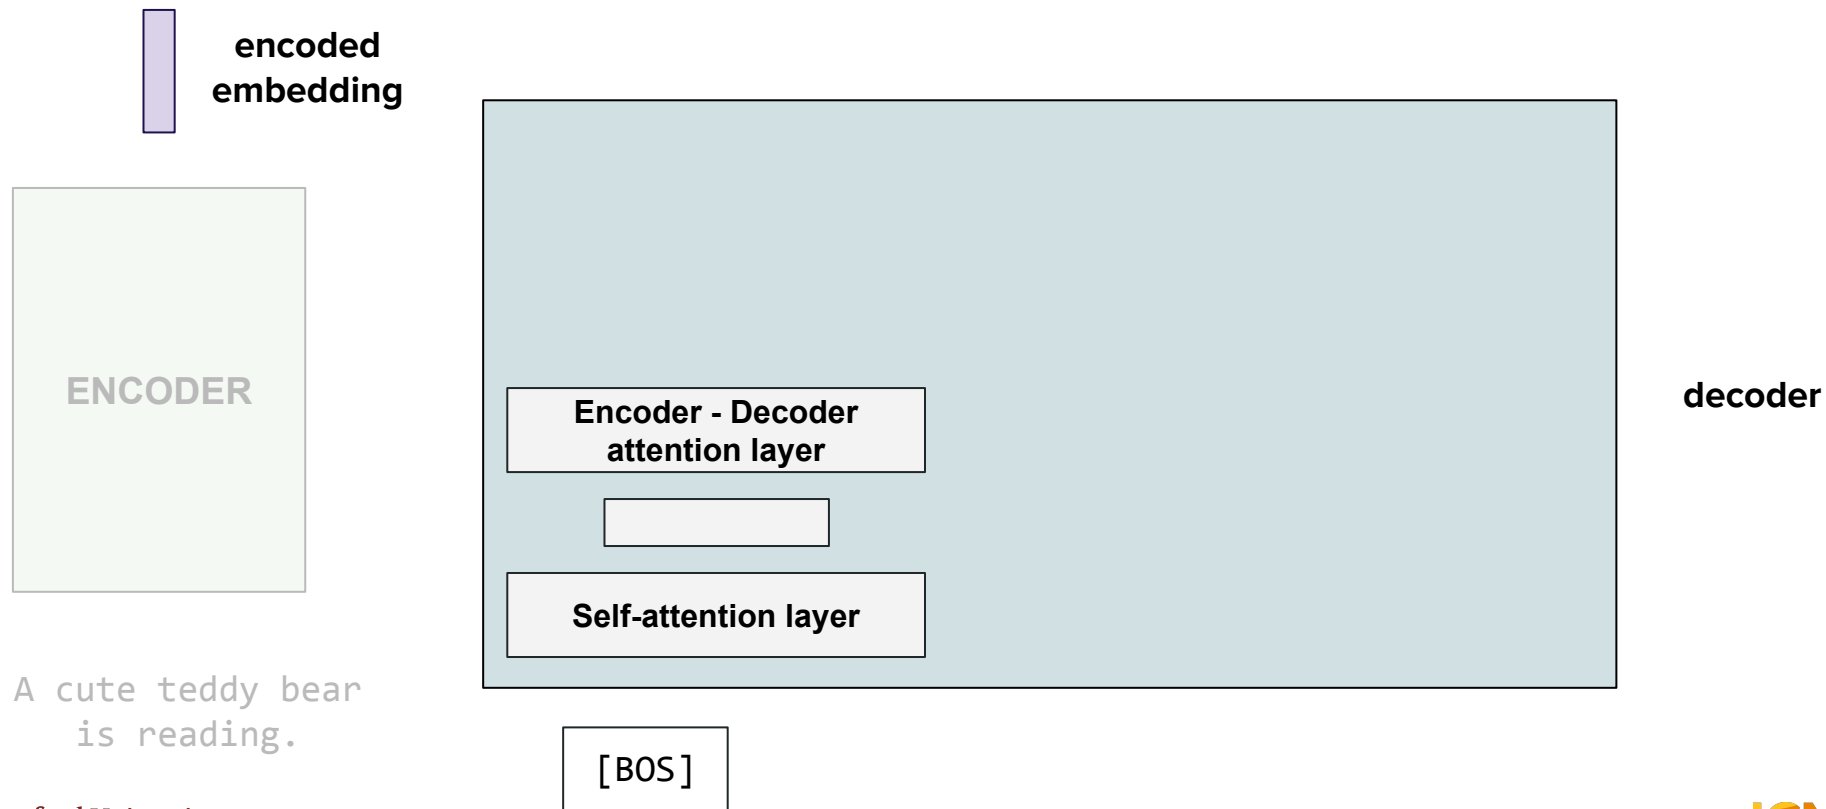 encoded
embedding
ENCODER
Encoder - Decoder
attention layer
decoder
Self-attention layer
A cute teddy bear
is reading.
[BOS]